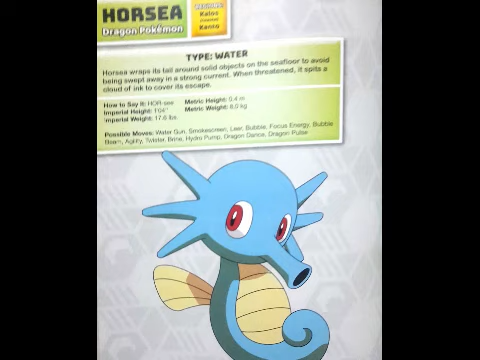 HORSEA
Dragon Pokémon
REGIONS:
Kalos
Kanto
TYPE: WATER
Horsea wraps its tail around solid objects on the seafloor to avoid
being swept away in a strong current. When threatened, it spits a
cloud of ink to cover its escape.
How to Say It: HOR-see
Imperial Height: 1'04"
Imperial Weight: 17.6 lbs
Metric Height: 0.4 m
Metric Weight: 8.0 kg
Possible Moves: Water Gun, Smokescreen, Leer, Bubble, Focus Energy, Bubble
Beam, Agility, Twister, Brine, Hydro Pump, Dragon Dance, Dragon Pulse